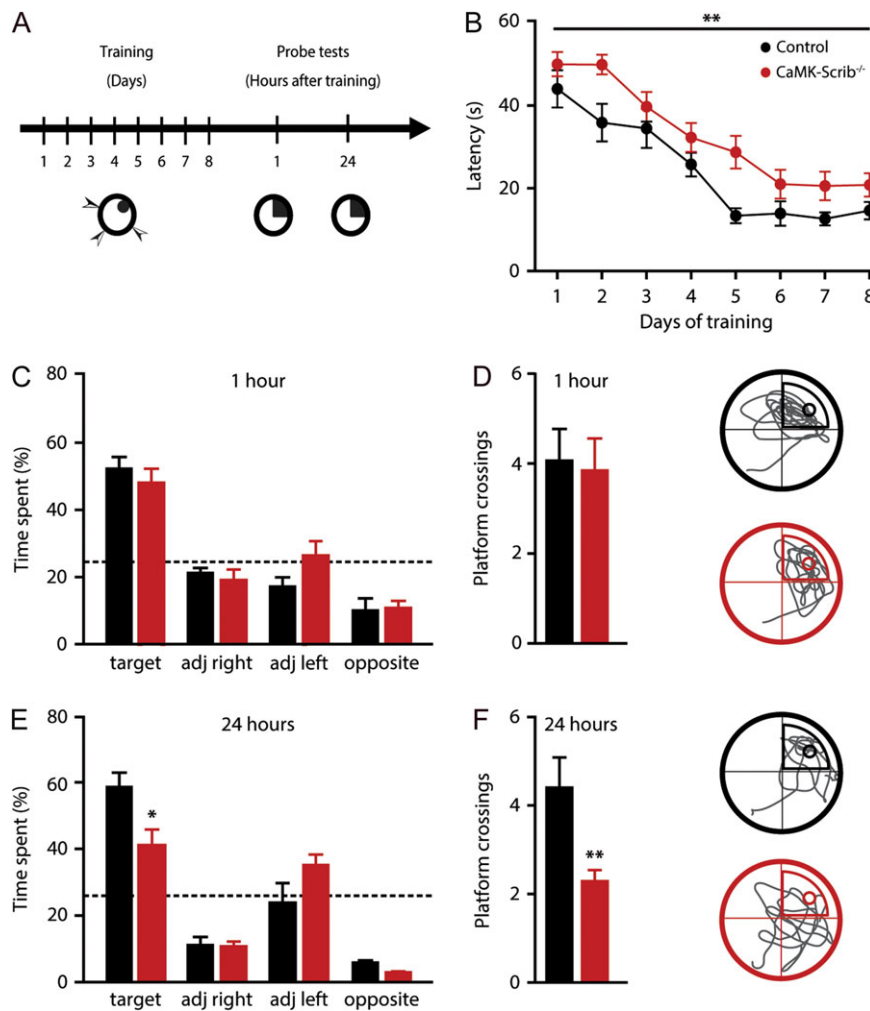 A
Training
(Days)
Probe tests
(Hours after training)
1 2 3 4 5 6 7 8 1 24
B
**
Control
CaMK-Scrib-/-
Latency (s)
60
40
20
0
1 2 3 4 5 6 7 8
Days of training
C
1 hour
Time spent (%)
80
60
40
20
0
target adj right adj left opposite
D
1 hour
Platform crossings
6
4
2
0
E
24 hours
Time spent (%)
80
60
40
20
0
*
target adj right adj left opposite
F
24 hours
Platform crossings
6
4
2
0
**